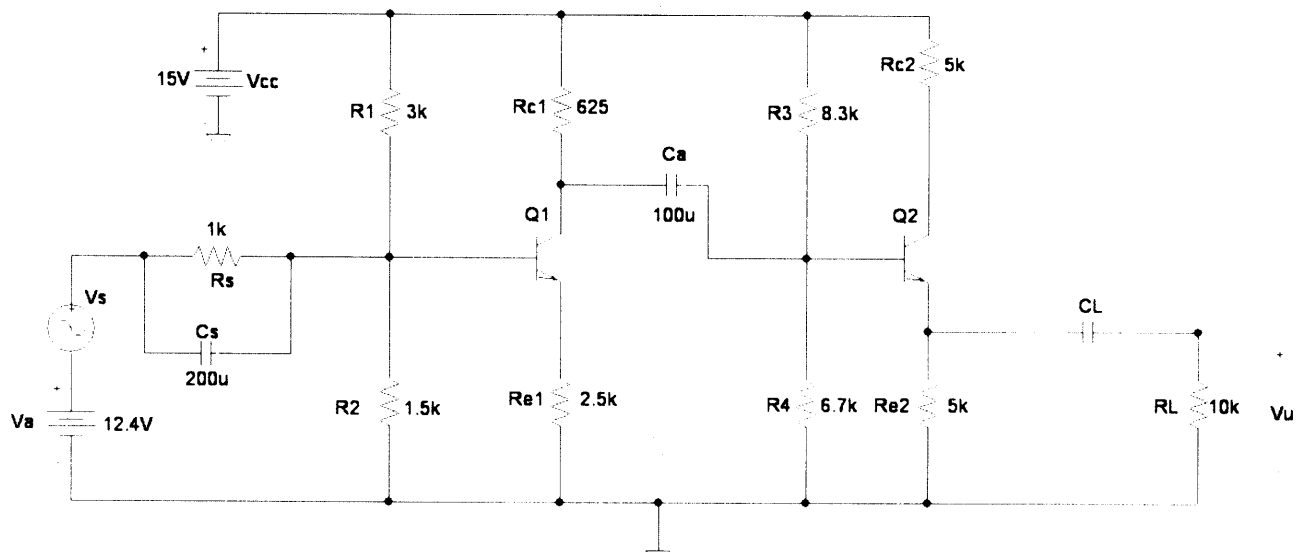 +
15V Vcc
R1 3k
Rc1 625
R3 8.3k
Rc2 5k
Ca
100u
Q1
Q2
1k
Rs
Vs
Cs
200u
+
Va 12.4V
R2 1.5k
Re1 2.5k
R4 6.7k
Re2 5k
CL
RL 10k
+
Vu